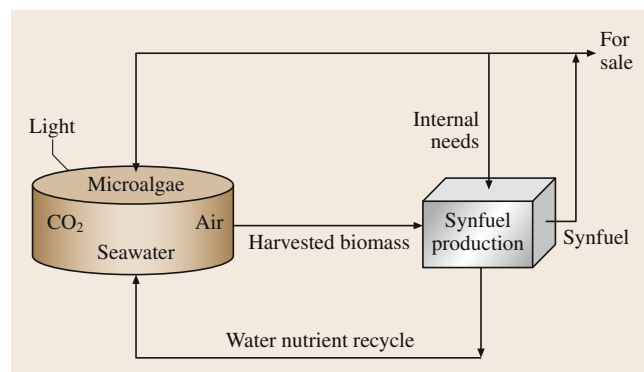 For
sale
Internal
needs
Light
Microalgae
CO₂
Air
Seawater
Harvested biomass
Synfuel
production
Synfuel
Water nutrient recycle